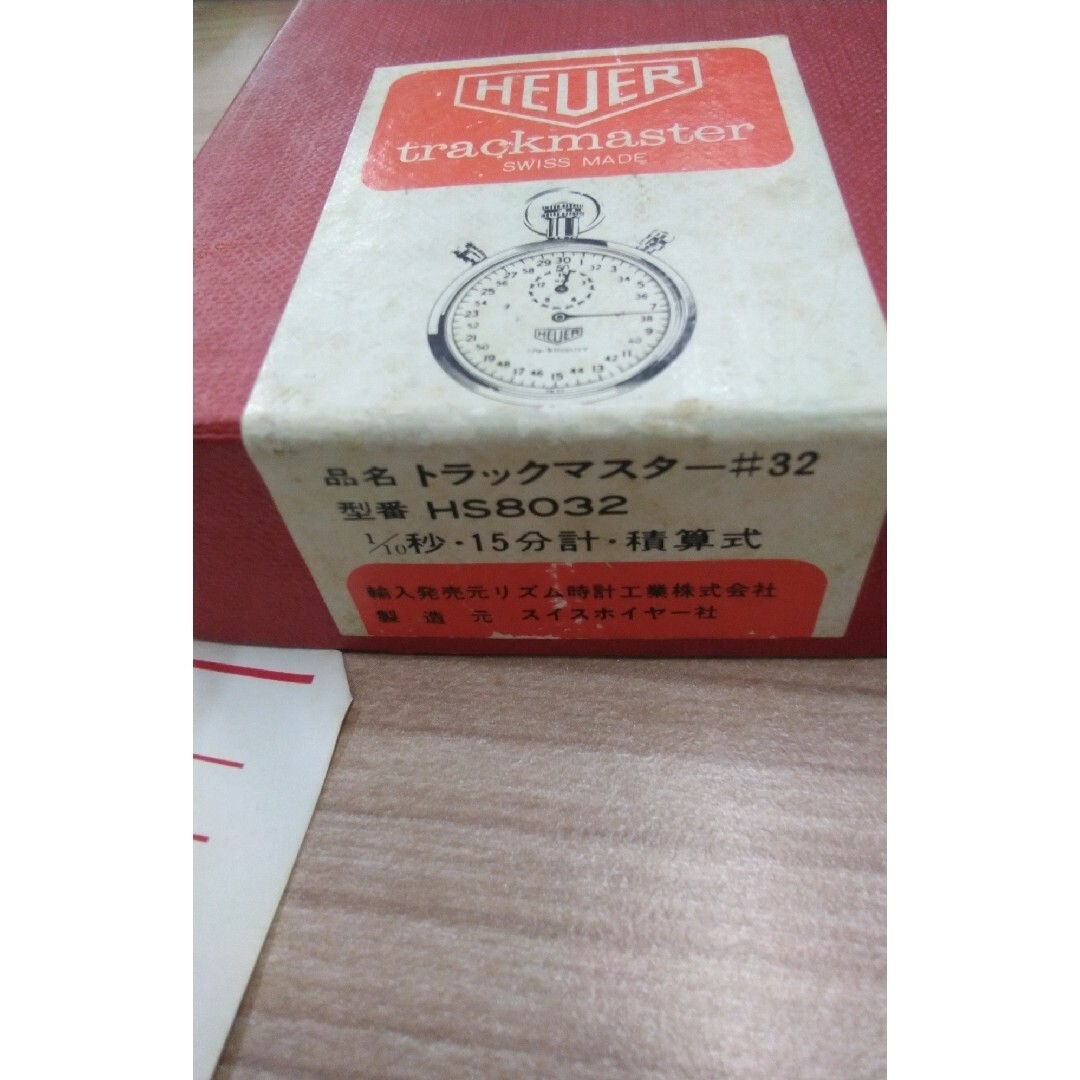 HEUER
trackmaster
SWISS MADE
HEUER
品名 トラックマスター#32
型番 HS8032
1/10秒・15分計・積算式
輸入発売元リズム時計工業株式会社
製造元 スイスホイヤー社